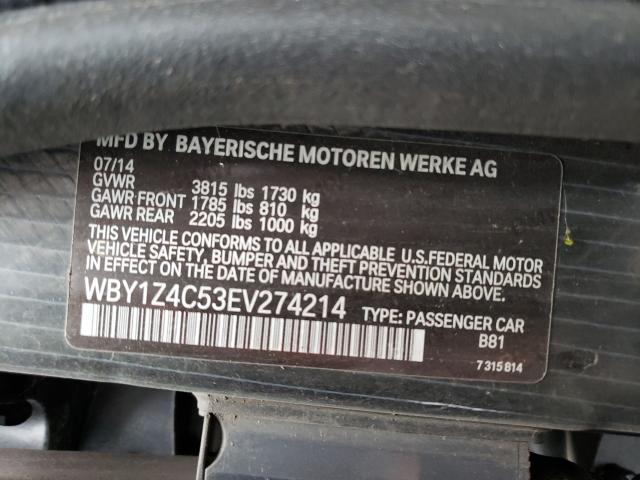 MFD BY BAYERISCHE MOTOREN WERKE AG
07/14
GVWR 3815 lbs 1730 kg
GAWR FRONT 1785 lbs 810 kg
GAWR REAR 2205 lbs 1000 kg
THIS VEHICLE CONFORMS TO ALL APPLICABLE U.S.FEDERAL MOTOR
VEHICLE SAFETY, BUMPER AND THEFT PREVENTION STANDARDS
IN EFFECT ON THE DATE OF MANUFACTURE SHOWN ABOVE.
WBY1Z4C53EV274214 TYPE: PASSENGER CAR
B81
7 315 814